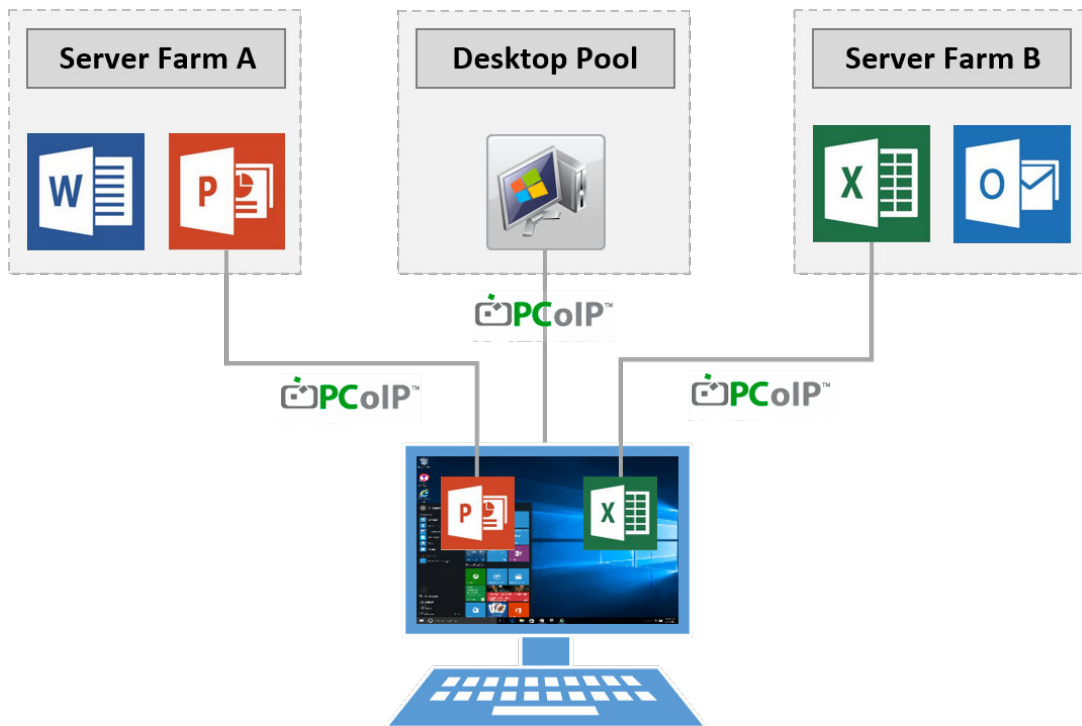 Server Farm A
Desktop Pool
Server Farm B
W
P
X
O
PCoIP™
PCoIP™
PCoIP™
P
X